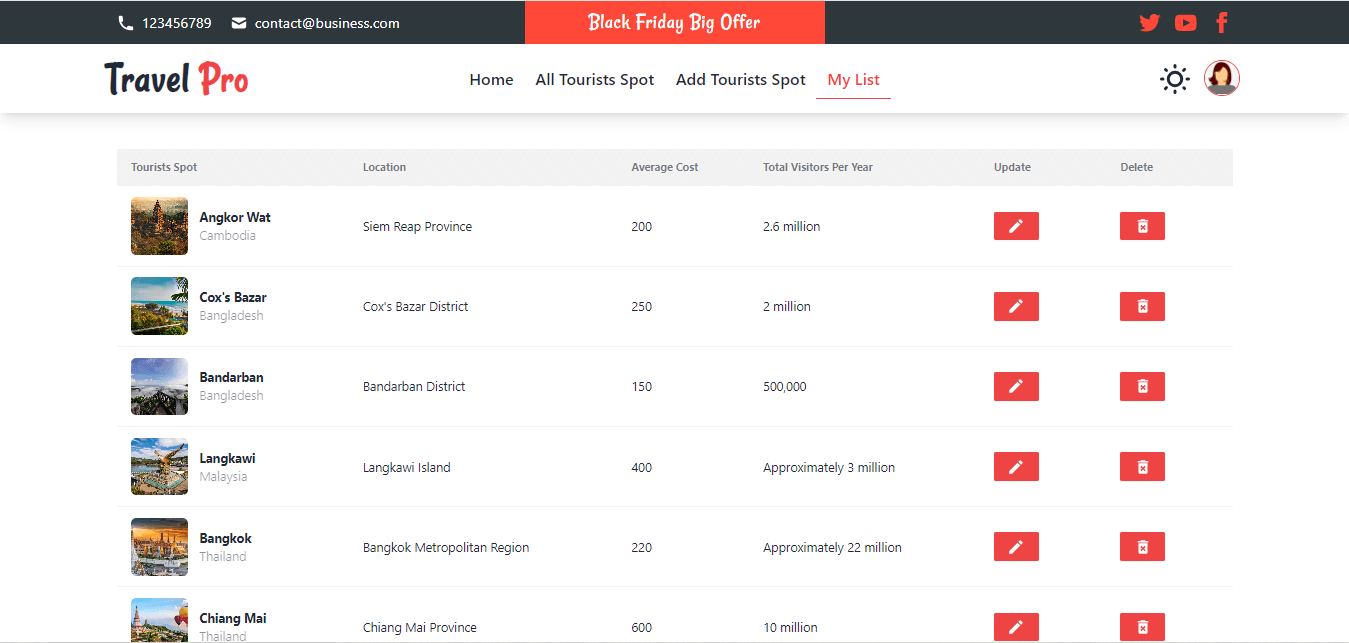 123456789 contact@business.com Black Friday Big Offer
Travel Pro Home All Tourists Spot Add Tourists Spot My List
Tourists Spot Location Average Cost Total Visitors Per Year Update Delete
Angkor Wat
Cambodia
Siem Reap Province 200 2.6 million
Cox's Bazar
Bangladesh
Cox's Bazar District 250 2 million
Bandarban
Bangladesh
Bandarban District 150 500,000
Langkawi
Malaysia
Langkawi Island 400 Approximately 3 million
Bangkok
Thailand
Bangkok Metropolitan Region 220 Approximately 22 million
Chiang Mai
Thailand
Chiang Mai Province 600 10 million